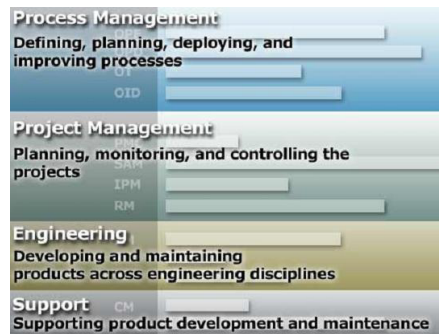 Process Management
Defining, planning, deploying, and
improving processes
OT
OID
Project Management
PMC
Planning, monitoring, and controlling the
projects
SAM
IPM
RM
Engineering
Developing and maintaining
products across engineering disciplines
Support
CM
Supporting product development and maintenance